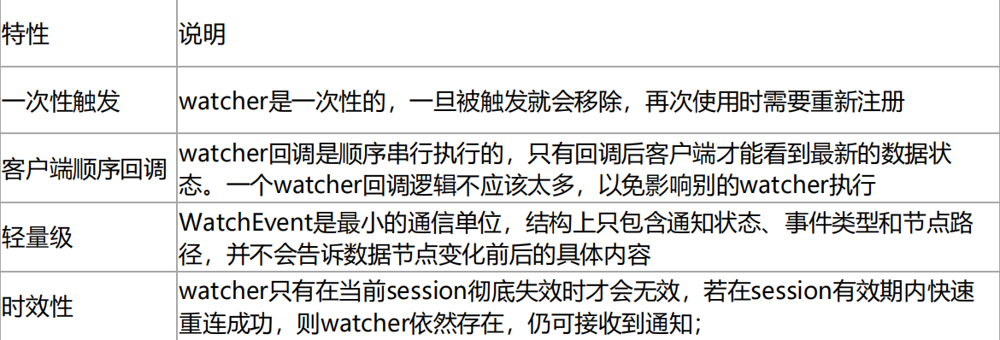 特性
说明
一次性触发
watcher是一次性的，一旦被触发就会移除，再次使用时需要重新注册
客户端顺序回调
watcher回调是顺序串行执行的，只有回调后客户端才能看到最新的数据状
态。一个watcher回调逻辑不应该太多，以免影响别的watcher执行
轻量级
WatchEvent是最小的通信单位，结构上只包含通知状态、事件类型和节点路
径，并不会告诉数据节点变化前后的具体内容
时效性
watcher只有在当前session彻底失效时才会无效，若在session有效期内快速
重连成功，则watcher依然存在，仍可接收到通知；